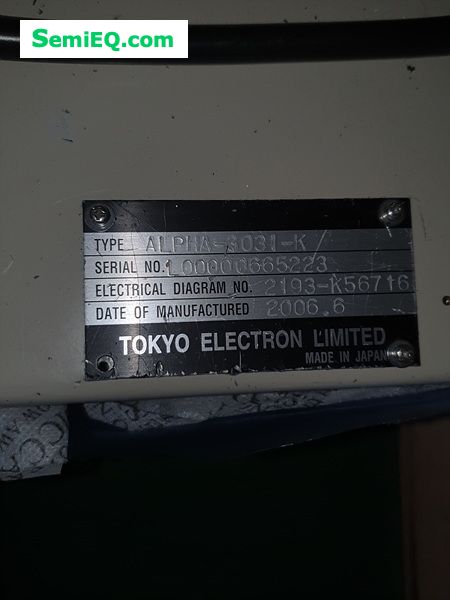 SemiEQ.com
TYPE ALPHA-303i-K
SERIAL NO. L00000665223
ELECTRICAL DIAGRAM NO. 2193-K56716
DATE OF MANUFACTURED 2006.6
TOKYO ELECTRON LIMITED
MADE IN JAPAN